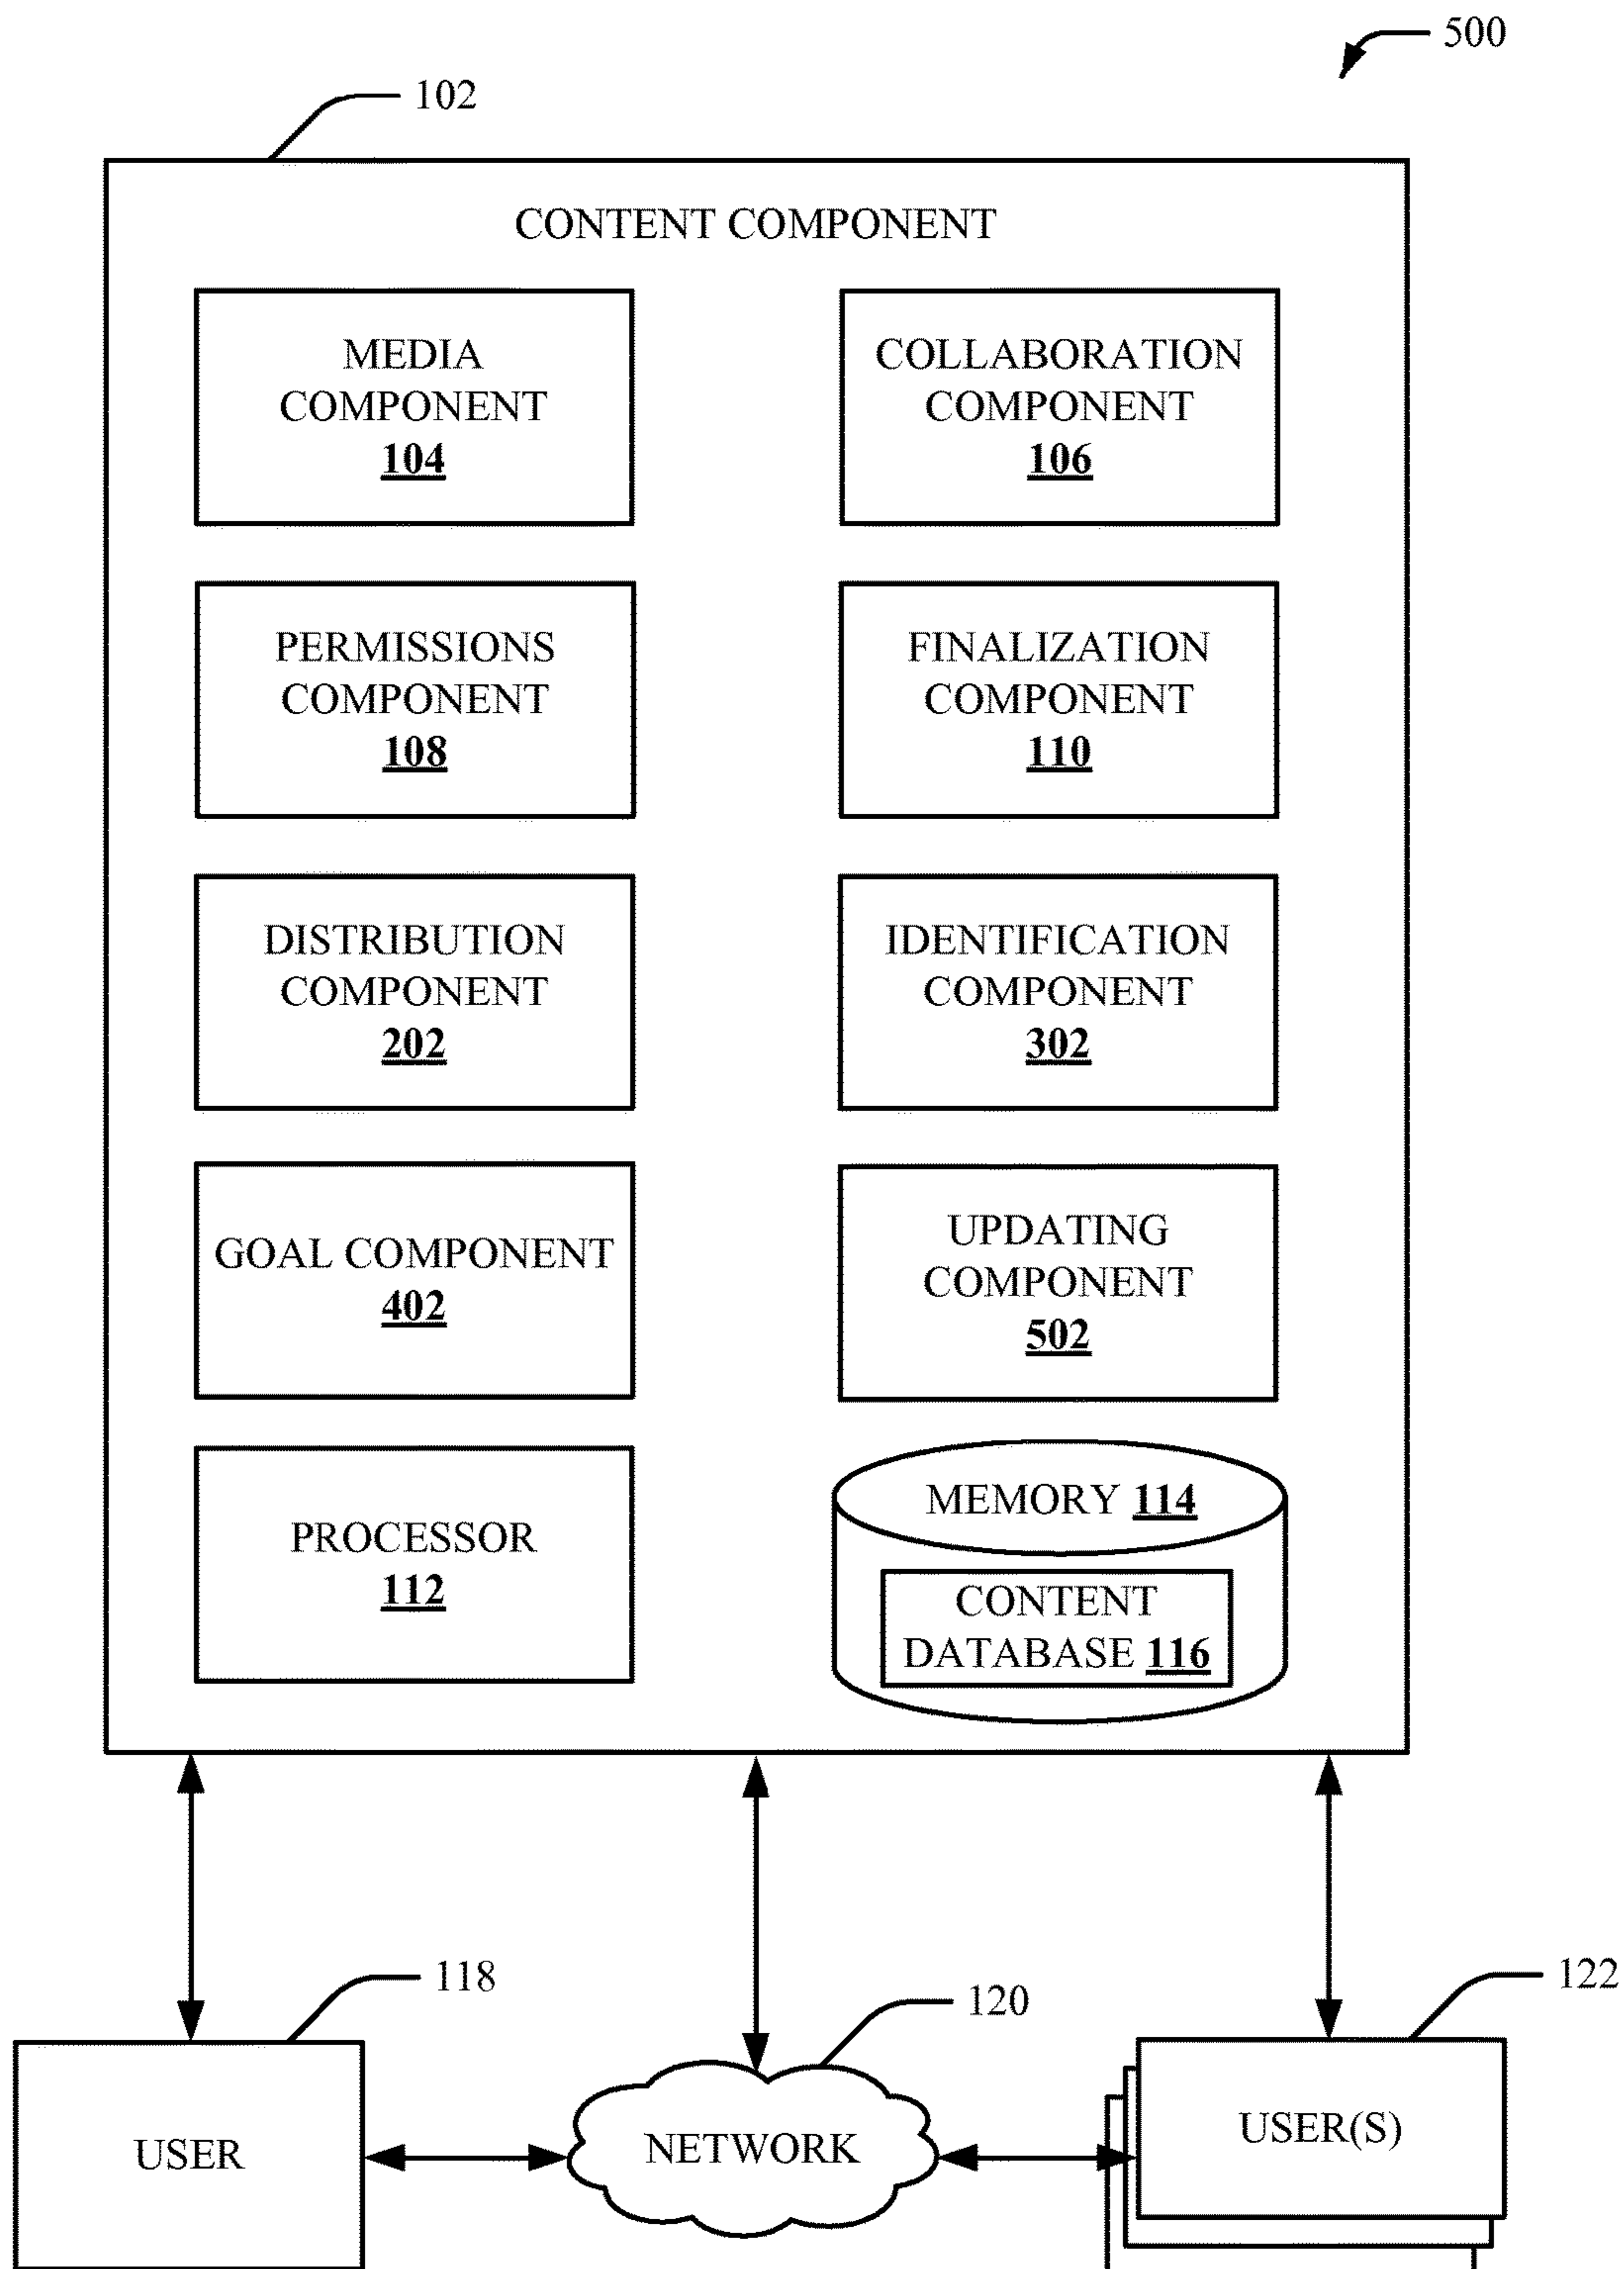 500
102
CONTENT COMPONENT
MEDIA
COMPONENT
104
COLLABORATION
COMPONENT
106
PERMISSIONS
COMPONENT
108
FINALIZATION
COMPONENT
110
DISTRIBUTION
COMPONENT
202
IDENTIFICATION
COMPONENT
302
GOAL COMPONENT
402
UPDATING
COMPONENT
502
PROCESSOR
112
MEMORY 114
CONTENT
DATABASE 116
118
120
122
USER
NETWORK
USER(S)